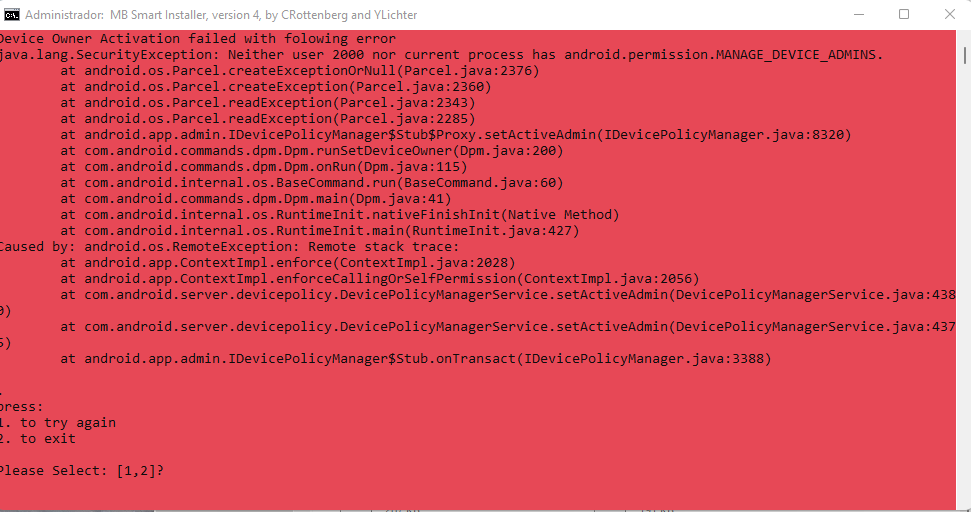 Administrador: MB Smart Installer, version 4, by CRottenberg and YLichter
Device Owner Activation failed with folowing error
java.lang.SecurityException: Neither user 2000 nor current process has android.permission.MANAGE_DEVICE_ADMINS.
at android.os.Parcel.createExceptionOrNull(Parcel.java:2376)
at android.os.Parcel.createException(Parcel.java:2360)
at android.os.Parcel.readException(Parcel.java:2343)
at android.os.Parcel.readException(Parcel.java:2285)
at android.app.admin.IDevicePolicyManager$Stub$Proxy.setActiveAdmin(IDevicePolicyManager.java:8320)
at com.android.commands.dpm.Dpm.runSetDeviceOwner(Dpm.java:200)
at com.android.commands.dpm.Dpm.onRun(Dpm.java:115)
at com.android.internal.os.BaseCommand.run(BaseCommand.java:60)
at com.android.commands.dpm.Dpm.main(Dpm.java:41)
at com.android.internal.os.RuntimeInit.nativeFinishInit(Native Method)
at com.android.internal.os.RuntimeInit.main(RuntimeInit.java:427)
Caused by: android.os.RemoteException: Remote stack trace:
at android.app.ContextImpl.enforce(ContextImpl.java:2028)
at android.app.ContextImpl.enforceCallingOrSelfPermission(ContextImpl.java:2056)
at com.android.server.devicepolicy.DevicePolicyManagerService.setActiveAdmin(DevicePolicyManagerService.java:438
0)
at com.android.server.devicepolicy.DevicePolicyManagerService.setActiveAdmin(DevicePolicyManagerService.java:437
5)
at android.app.admin.IDevicePolicyManager$Stub.onTransact(IDevicePolicyManager.java:3388)
.
press:
1. to try again
2. to exit
Please Select: [1,2]?